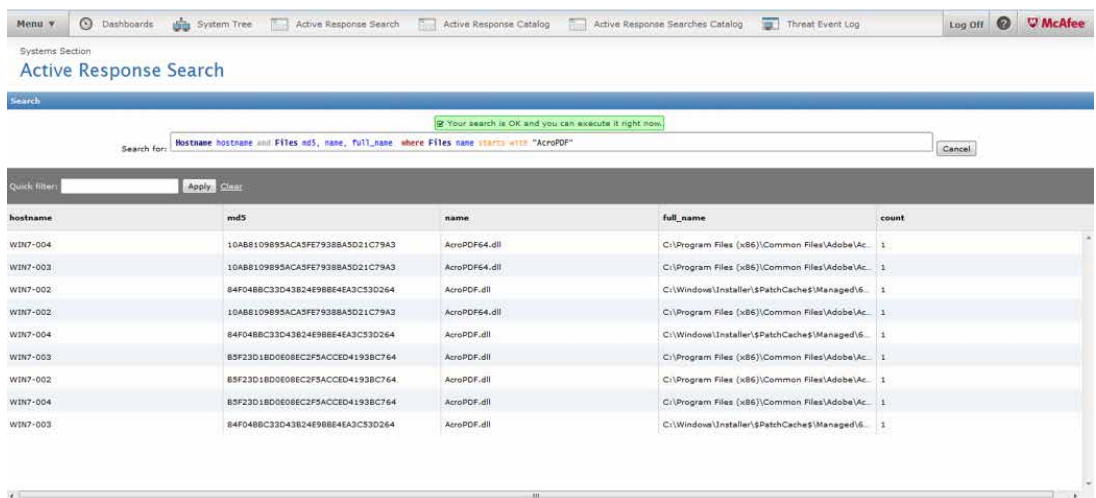 Menu ▼ Dashboards System Tree Active Response Search Active Response Catalog Active Response Searches Catalog Threat Event Log Log Off ? McAfee
Systems Section
Active Response Search
Search
Your search is OK and you can execute it right now.
Search for: Hostname hostname and Files md5, name, full_name where Files name starts with "AcroPDF" Cancel
Quick filter: Apply Clear
hostname md5 name full_name count
WIN7-004 10AB8109895ACA5FE7938BA5D21C79A3 AcroPDF64.dll C:\Program Files (x86)\Common Files\Adobe\Ac... 1
WIN7-003 10AB8109895ACA5FE7938BA5D21C79A3 AcroPDF64.dll C:\Program Files (x86)\Common Files\Adobe\Ac... 1
WIN7-002 84F04BBC33D43B24E9BBE4EA3C53D264 AcroPDF.dll C:\Windows\Installer\$PatchCache$\Managed\6... 1
WIN7-002 10AB8109895ACA5FE7938BA5D21C79A3 AcroPDF64.dll C:\Program Files (x86)\Common Files\Adobe\Ac... 1
WIN7-004 84F04BBC33D43B24E9BBE4EA3C53D264 AcroPDF.dll C:\Windows\Installer\$PatchCache$\Managed\6... 1
WIN7-003 B5F23D1BD0E08EC2F5ACCED4193BC764 AcroPDF.dll C:\Program Files (x86)\Common Files\Adobe\Ac... 1
WIN7-002 B5F23D1BD0E08EC2F5ACCED4193BC764 AcroPDF.dll C:\Program Files (x86)\Common Files\Adobe\Ac... 1
WIN7-004 B5F23D1BD0E08EC2F5ACCED4193BC764 AcroPDF.dll C:\Program Files (x86)\Common Files\Adobe\Ac... 1
WIN7-003 84F04BBC33D43B24E9BBE4EA3C53D264 AcroPDF.dll C:\Windows\Installer\$PatchCache$\Managed\6... 1